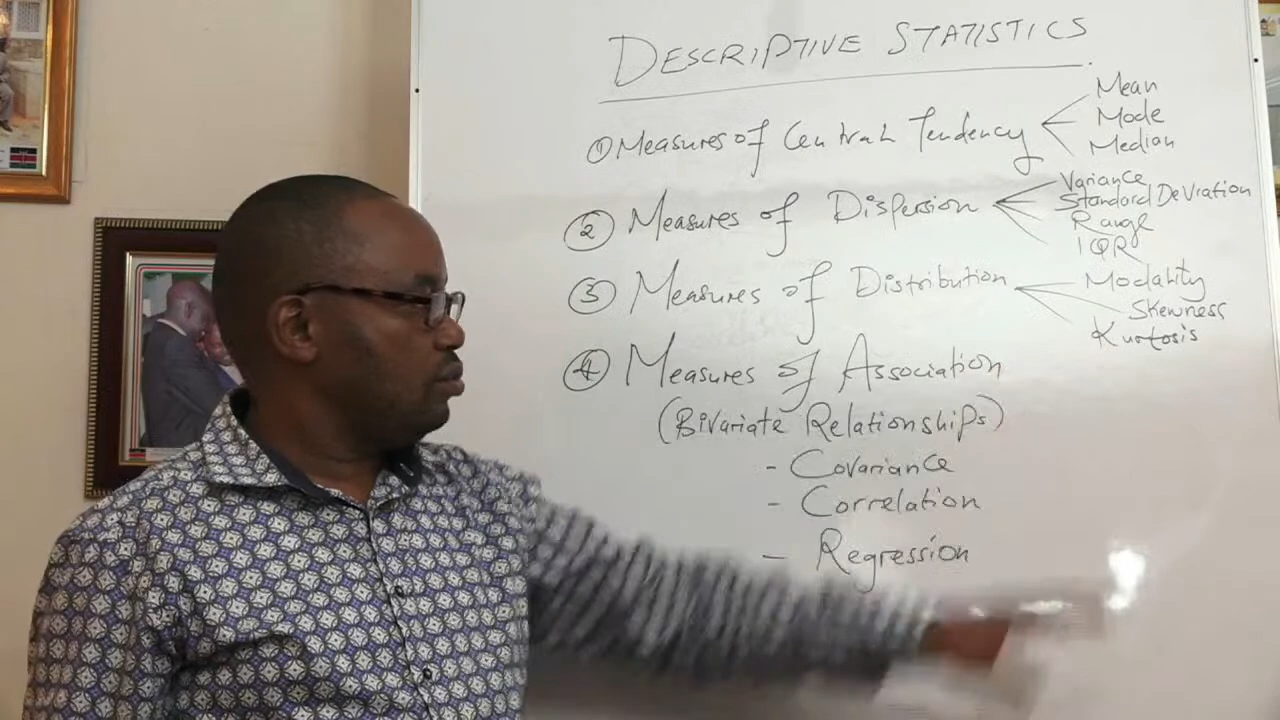 DESCRIPTIVE STATISTICS
① Measures of Central Tendency
Mean
Mode
Median
② Measures of Dispersion
Variance
Standard Deviation
Range
IQR
③ Measures of Distribution
Modality
Skewness
Kurtosis
④ Measures of Association
(Bivariate Relationships)
- Covariance
- Correlation
- Regression